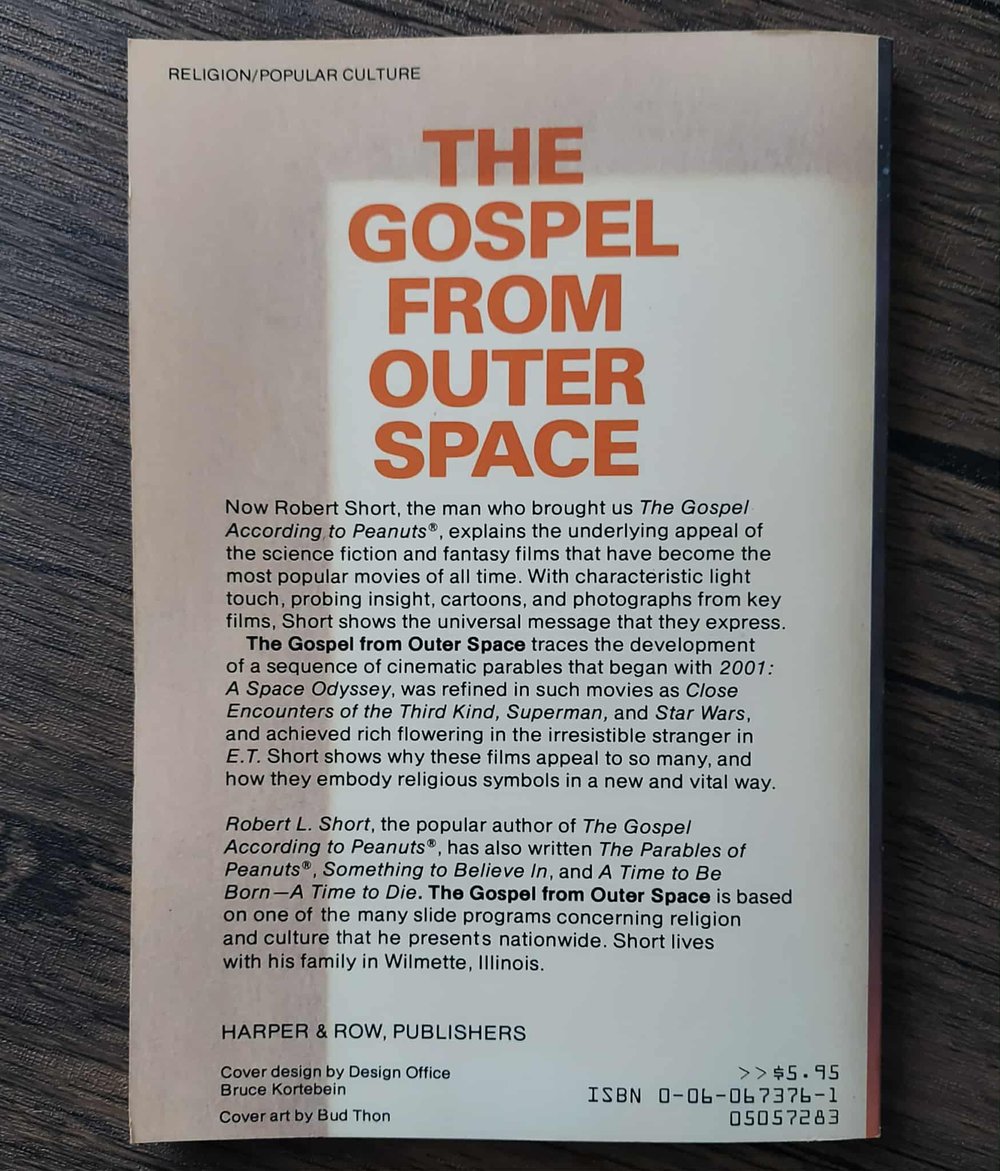 RELIGION/POPULAR CULTURE
THE
GOSPEL
FROM
OUTER
SPACE
Now Robert Short, the man who brought us The Gospel
According to Peanuts®, explains the underlying appeal of
the science fiction and fantasy films that have become the
most popular movies of all time. With characteristic light
touch, probing insight, cartoons, and photographs from key
films, Short shows the universal message that they express.
The Gospel from Outer Space traces the development
of a sequence of cinematic parables that began with 2001:
A Space Odyssey, was refined in such movies as Close
Encounters of the Third Kind, Superman, and Star Wars,
and achieved rich flowering in the irresistible stranger in
E.T. Short shows why these films appeal to so many, and
how they embody religious symbols in a new and vital way.
Robert L. Short, the popular author of The Gospel
According to Peanuts®, has also written The Parables of
Peanuts®, Something to Believe In, and A Time to Be
Born—A Time to Die. The Gospel from Outer Space is based
on one of the many slide programs concerning religion
and culture that he presents nationwide. Short lives
with his family in Wilmette, Illinois.
HARPER & ROW, PUBLISHERS
Cover design by Design Office
Bruce Kortebein
Cover art by Bud Thon
>>$5.95
ISBN 0-06-067376-1
05057283